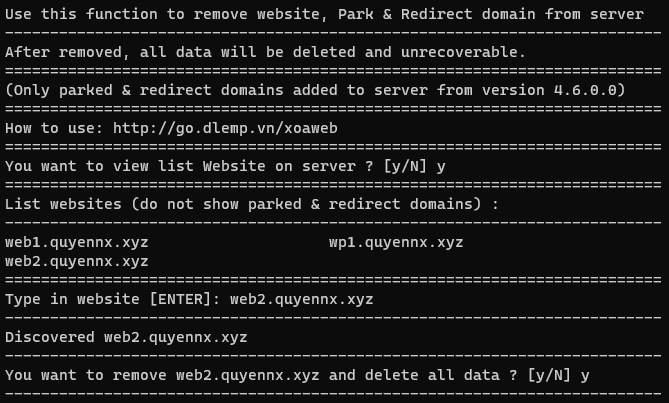 Use this function to remove website, Park & Redirect domain from server
-------------------------------------------------------------------------
After removed, all data will be deleted and unrecoverable.
=========================================================================
(Only parked & redirect domains added to server from version 4.6.0.0)
=========================================================================
How to use: http://go.dlemp.vn/xoaweb
=========================================================================
You want to view list Website on server ? [y/N] y
=========================================================================
List websites (do not show parked & redirect domains) :
-------------------------------------------------------------------------
web1.quyennx.xyz                    wp1.quyennx.xyz
web2.quyennx.xyz
=========================================================================
Type in website [ENTER]: web2.quyennx.xyz
-------------------------------------------------------------------------
Discovered web2.quyennx.xyz
-------------------------------------------------------------------------
You want to remove web2.quyennx.xyz and delete all data ? [y/N] y
-------------------------------------------------------------------------